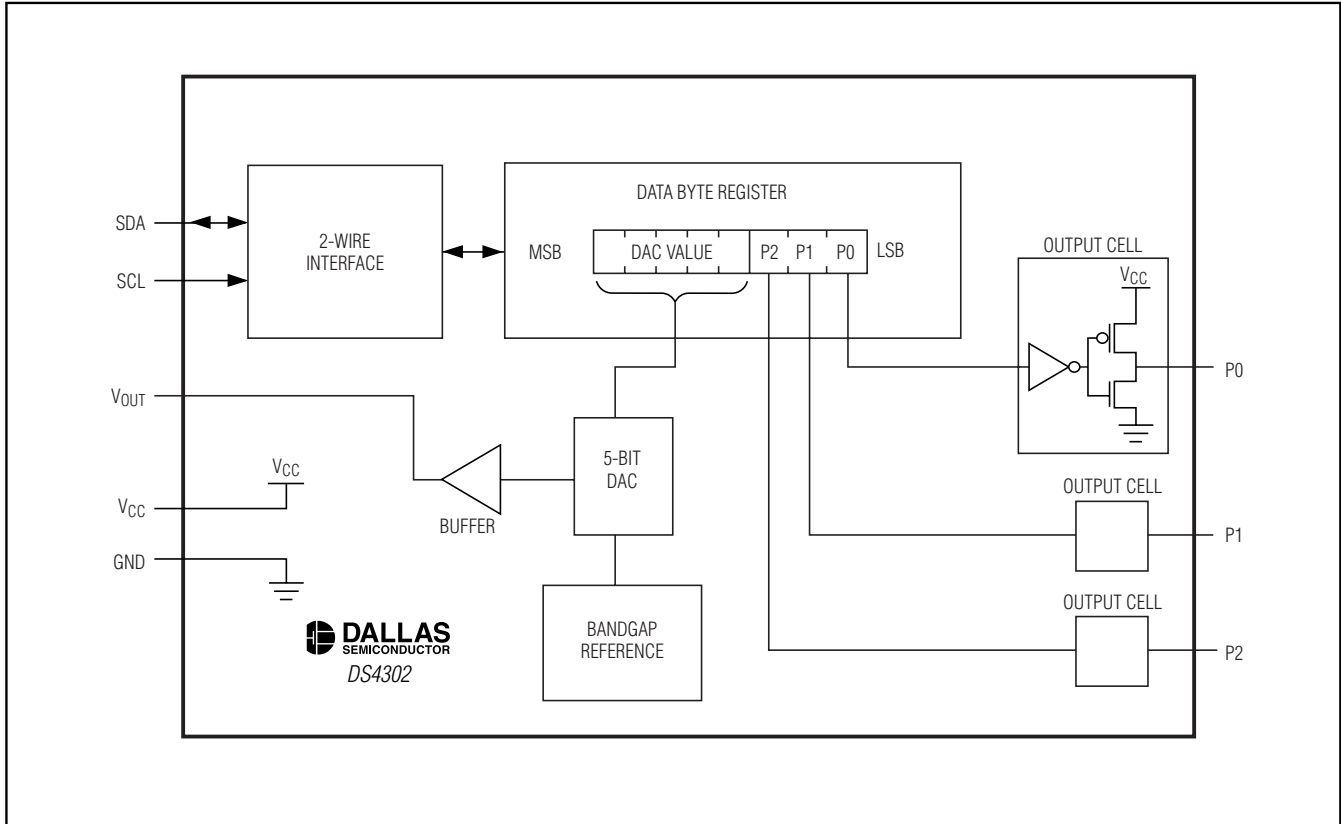 SDA
SCL
VOUT
VCC
GND
2-WIRE
INTERFACE
DATA BYTE REGISTER
MSB
DAC VALUE
P2
P1
P0
LSB
OUTPUT CELL
VCC
P0
5-BIT
DAC
BUFFER
VCC
OUTPUT CELL
P1
BANDGAP
REFERENCE
OUTPUT CELL
P2
DALLAS
SEMICONDUCTOR
DS4302